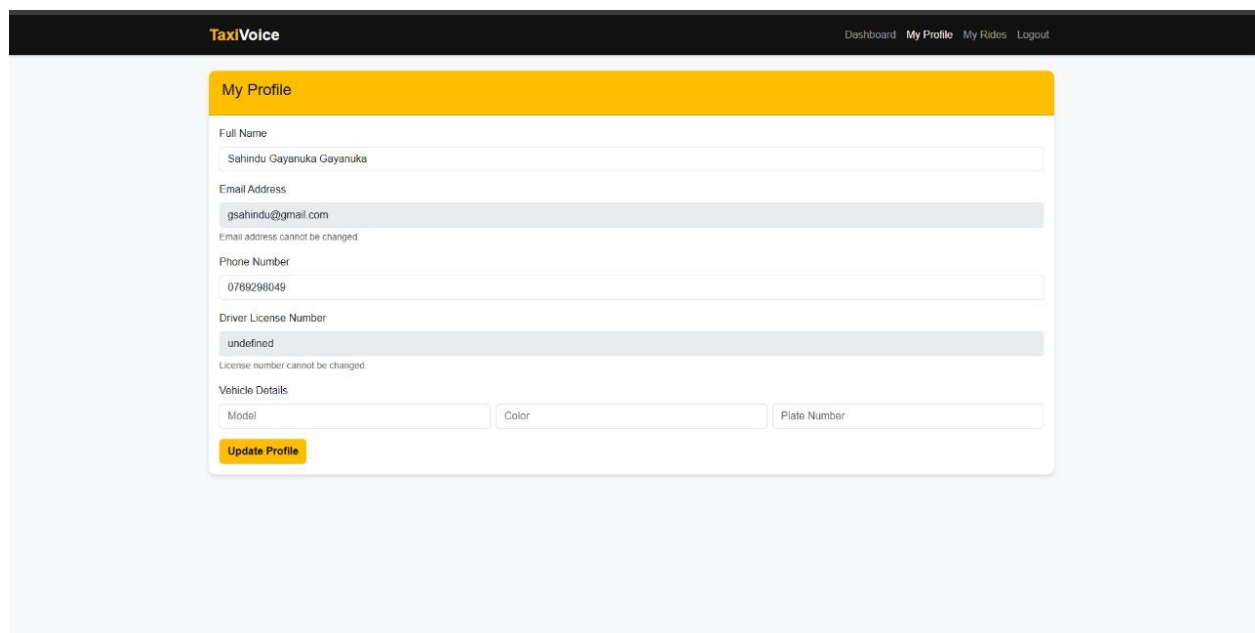 TaxiVoice
Dashboard My Profile My Rides Logout
My Profile
Full Name
Sahindu Gayanuka Gayanuka
Email Address
gsahindu@gmail.com
Email address cannot be changed.
Phone Number
0769298049
Driver License Number
undefined
License number cannot be changed.
Vehicle Details
Model Color Plate Number
Update Profile